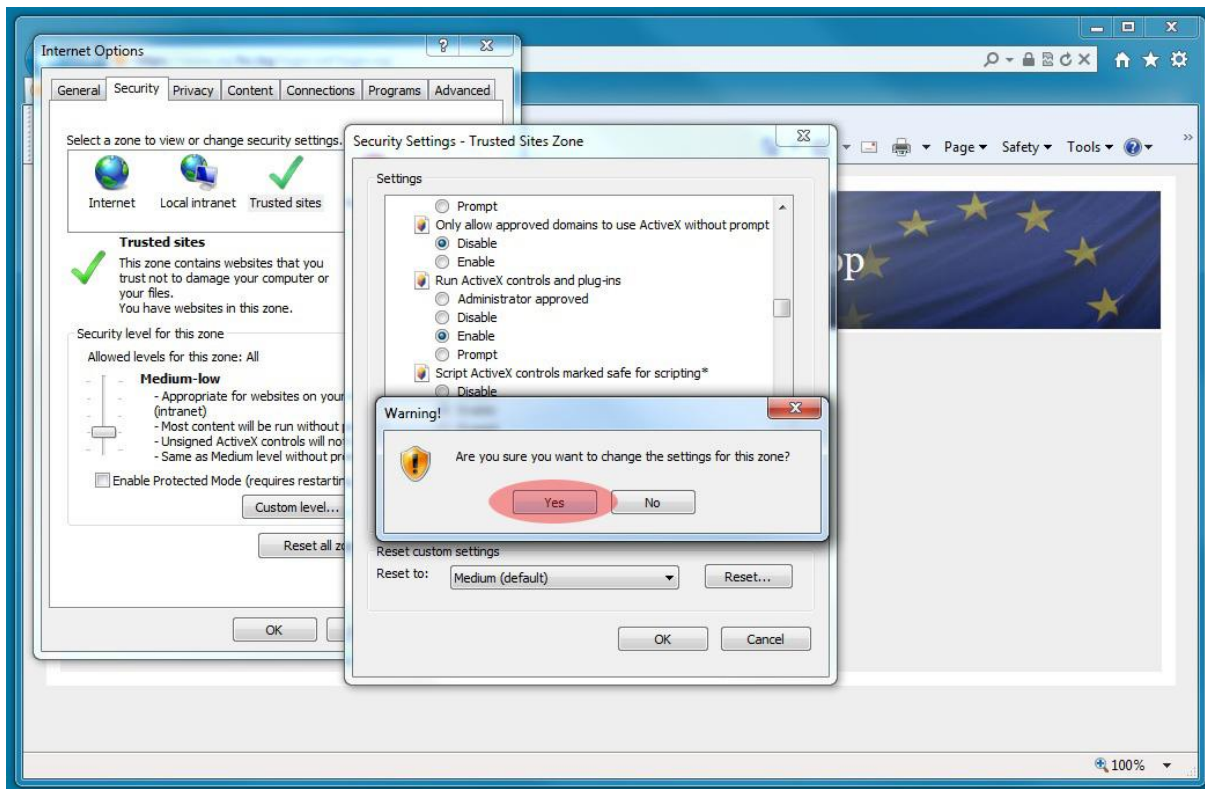 Internet Options
General Security Privacy Content Connections Programs Advanced
Select a zone to view or change security settings.
Internet Local intranet Trusted sites
Trusted sites
This zone contains websites that you
trust not to damage your computer or
your files.
You have websites in this zone.
Security level for this zone
Allowed levels for this zone: All
Medium-low
- Appropriate for websites on your
(intranet)
- Most content will be run without
- Unsigned ActiveX controls will
- Same as Medium level without
Enable Protected Mode (requires
Custom level...
Reset all
OK
Security Settings - Trusted Sites Zone
Settings
Prompt
Only allow approved domains to use ActiveX without prompt
Disable
Enable
Run ActiveX controls and plug-ins
Administrator approved
Disable
Enable
Prompt
Script ActiveX controls marked safe for scripting*
Disable
Warning!
Are you sure you want to change the settings for this zone?
Yes No
Reset custom settings
Reset to: Medium (default) Reset...
OK Cancel
Page Safety Tools
op
100%